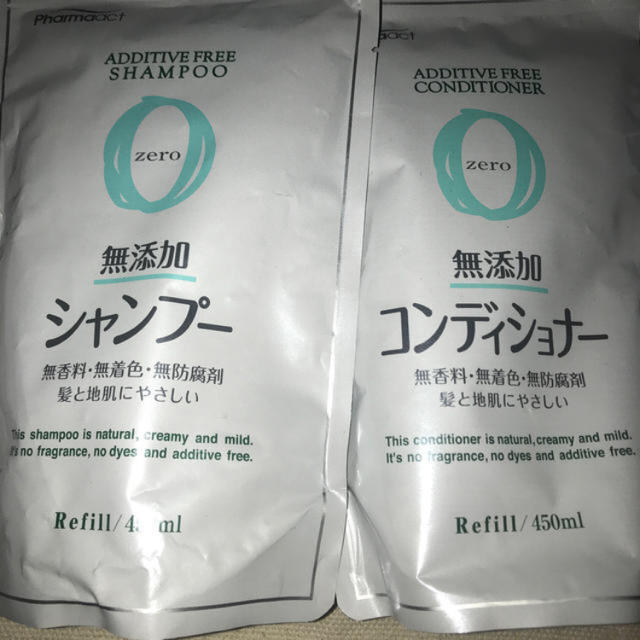 Pharmaact
ADDITIVE FREE
SHAMPOO
zero
無添加
シャンプー
無香料・無着色・無防腐剤
髪と地肌にやさしい
This shampoo is natural, creamy and mild.
It's no fragrance, no dyes and additive free.
Refill/450ml
Pharmaact
ADDITIVE FREE
CONDITIONER
zero
無添加
コンディショナー
無香料・無着色・無防腐剤
髪と地肌にやさしい
This conditioner is natural,creamy and mild.
It's no fragrance, no dyes and additive free.
Refill/450ml